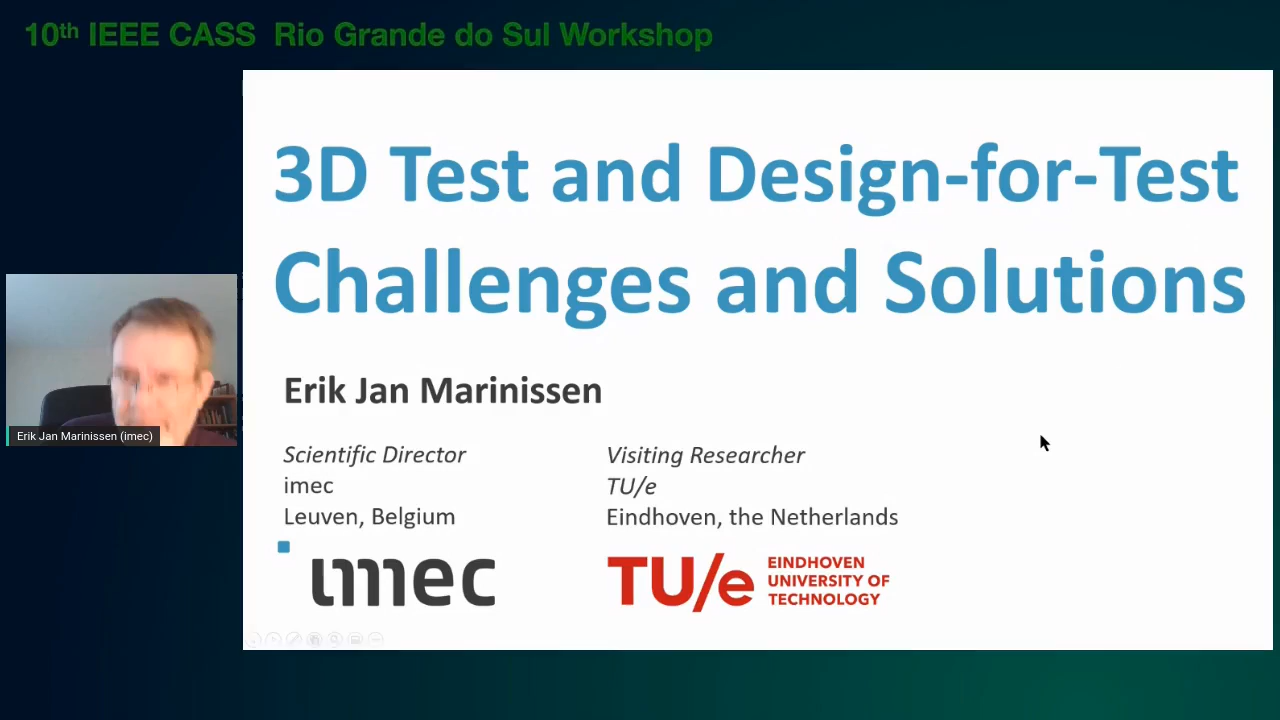 10th IEEE CASS Rio Grande do Sul Workshop
3D Test and Design-for-Test
Challenges and Solutions
Erik Jan Marinissen
Scientific Director
imec
Leuven, Belgium
Visiting Researcher
TU/e
Eindhoven, the Netherlands
imec
TU/e
EINDHOVEN
UNIVERSITY OF
TECHNOLOGY
Erik Jan Marinissen (imec)